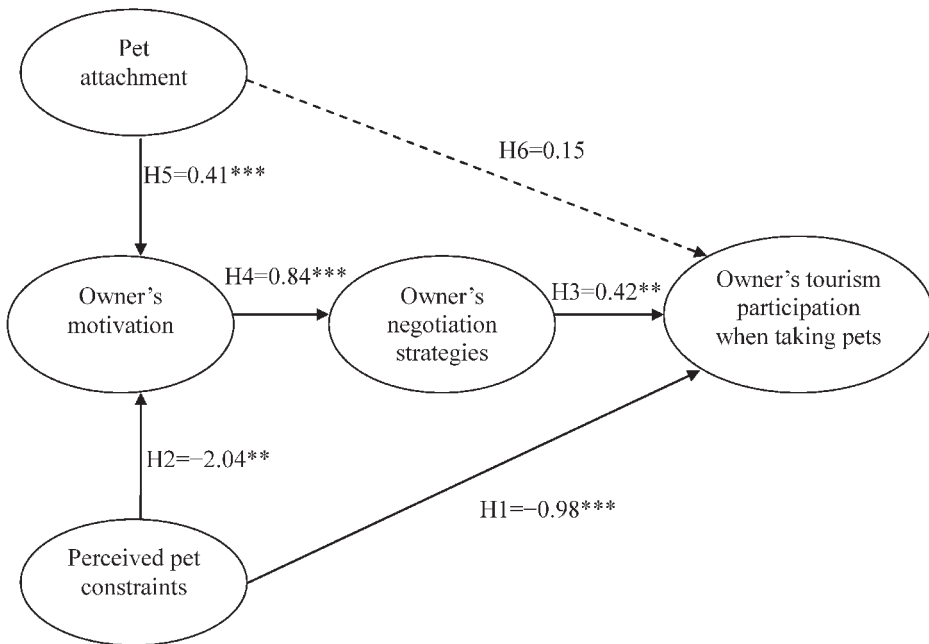 Pet
attachment
H6=0.15
H5=0.41***
Owner’s
motivation
H4=0.84***
Owner’s
negotiation
strategies
H3=0.42**
Owner’s tourism
participation
when taking pets
H2=−2.04**
H1=−0.98***
Perceived pet
constraints